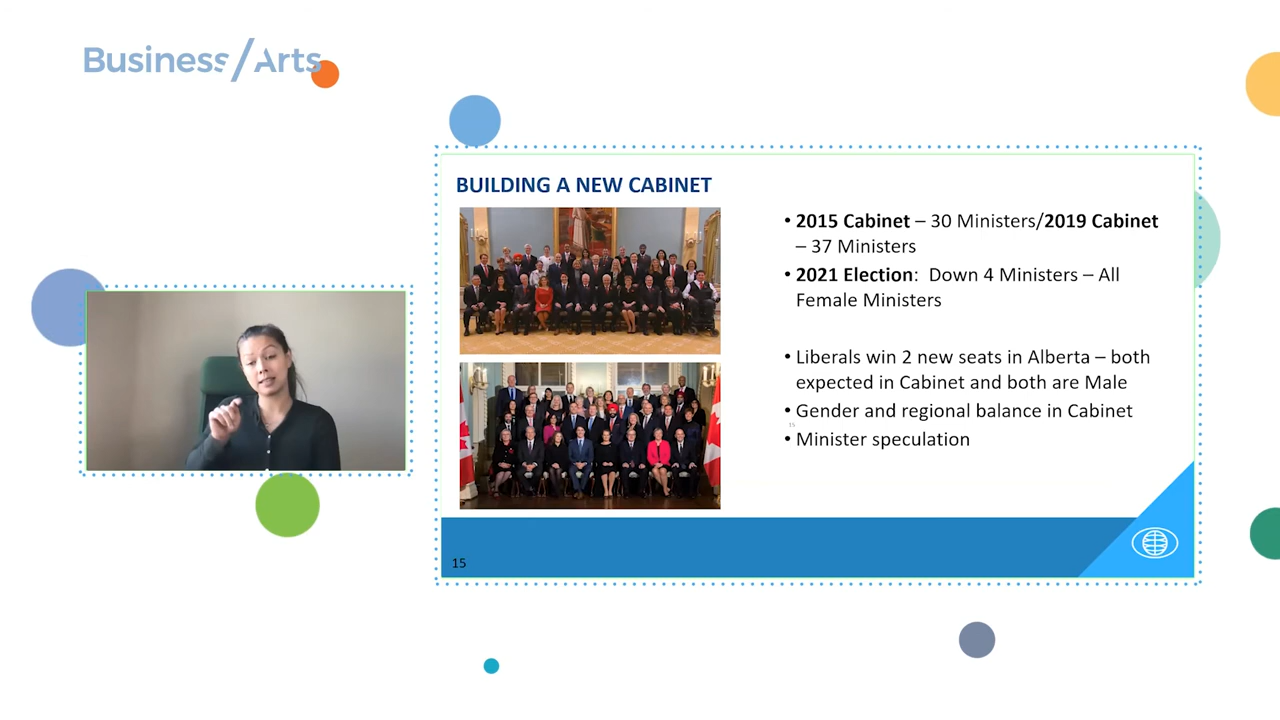 Business/Arts
BUILDING A NEW CABINET
• 2015 Cabinet – 30 Ministers/2019 Cabinet
– 37 Ministers
• 2021 Election:  Down 4 Ministers – All
Female Ministers
• Liberals win 2 new seats in Alberta – both
expected in Cabinet and both are Male
• Gender and regional balance in Cabinet
15
• Minister speculation
15